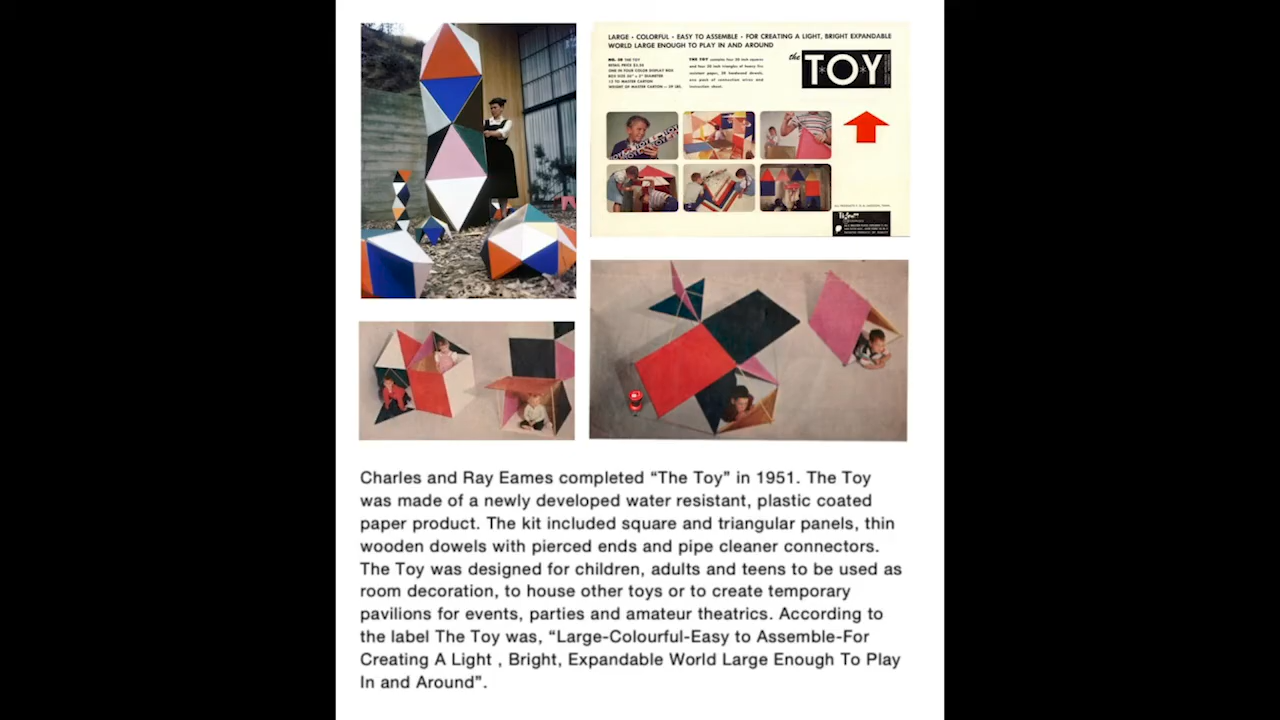 LARGE • COLORFUL • EASY TO ASSEMBLE • FOR CREATING A LIGHT, BRIGHT EXPANDABLE
WORLD LARGE ENOUGH TO PLAY IN AND AROUND
the TOY
Charles and Ray Eames completed “The Toy” in 1951. The Toy
was made of a newly developed water resistant, plastic coated
paper product. The kit included square and triangular panels, thin
wooden dowels with pierced ends and pipe cleaner connectors.
The Toy was designed for children, adults and teens to be used as
room decoration, to house other toys or to create temporary
pavilions for events, parties and amateur theatrics. According to
the label The Toy was, “Large-Colourful-Easy to Assemble-For
Creating A Light , Bright, Expandable World Large Enough To Play
In and Around”.